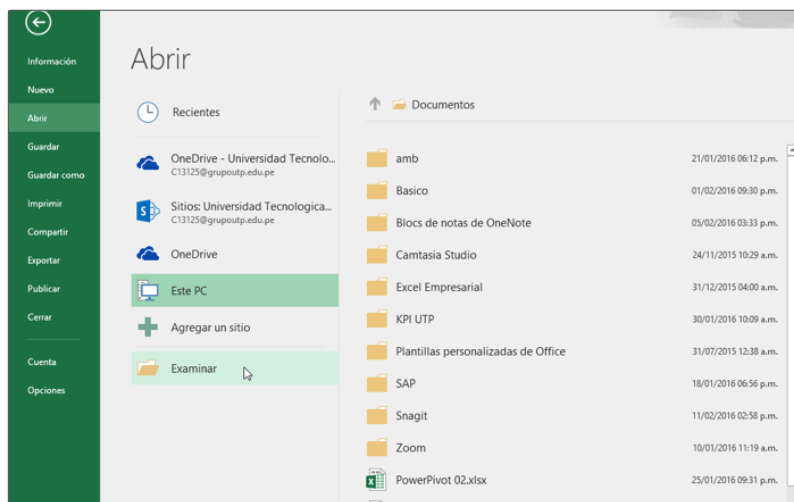 Información
Nuevo
Abrir
Guardar
Guardar como
Imprimir
Compartir
Exportar
Publicar
Cerrar
Cuenta
Opciones
Abrir
Recientes
OneDrive - Universidad Tecnolo...
C13125@grupoutp.edu.pe
Sitios: Universidad Tecnologica...
C13125@grupoutp.edu.pe
OneDrive
Este PC
Agregar un sitio
Examinar
Documentos
amb 21/01/2016 06:12 p.m.
Basico 01/02/2016 09:30 p.m.
Blocs de notas de OneNote 05/02/2016 03:33 p.m.
Camtasia Studio 24/11/2015 10:29 a.m.
Excel Empresarial 31/12/2015 04:00 a.m.
KPI UTP 30/01/2016 10:09 a.m.
Plantillas personalizadas de Office 31/07/2015 12:38 a.m.
SAP 18/01/2016 06:56 p.m.
Snagit 11/02/2016 02:58 p.m.
Zoom 10/01/2016 11:19 a.m.
PowerPivot 02.xlsx 25/01/2016 09:31 p.m.